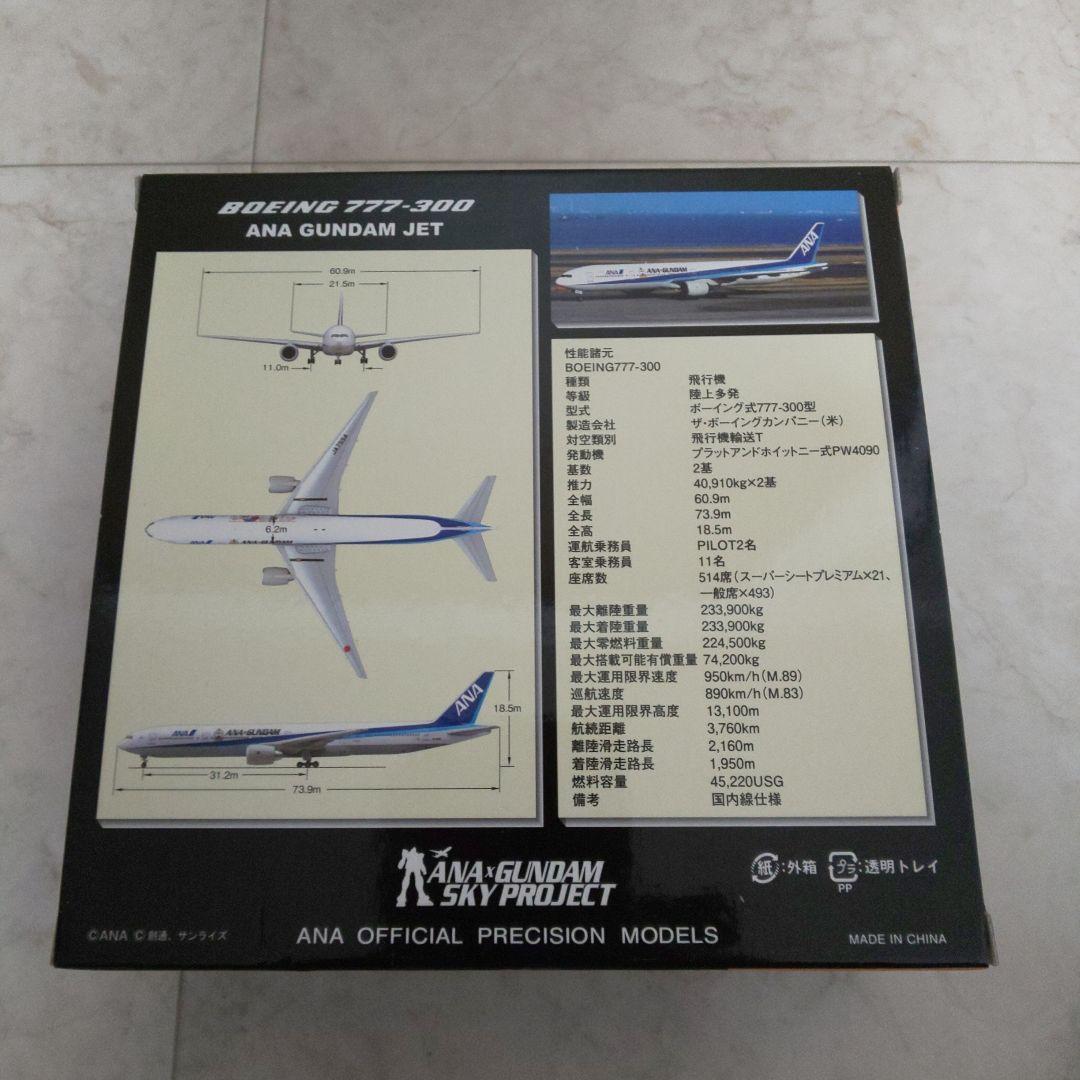 BOEING 777-300
ANA GUNDAM JET
60.9m
21.5m
11.0m
6.2m
ANA
ANA×GUNDAM
ANA
ANA
ANA×GUNDAM
18.5m
31.2m
73.9m
ANA
ANA×GUNDAM
ANA
性能諸元
BOEING777-300
種類 飛行機
等級 陸上多発
型式 ボーイング式777-300型
製造会社 ザ・ボーイングカンパニー(米)
対空類別 飛行機輸送T
発動機 プラットアンドホイットニー式PW4090
基数 2基
推力 40,910kg×2基
全幅 60.9m
全長 73.9m
全高 18.5m
運航乗務員 PILOT2名
客室乗務員 11名
座席数 514席(スーパーシートプレミアム×21、
一般席×493)
最大離陸重量 233,900kg
最大着陸重量 233,900kg
最大零燃料重量 224,500kg
最大搭載可能有償重量 74,200kg
最大運用限界速度 950km/h(M.89)
巡航速度 890km/h(M.83)
最大運用限界高度 13,100m
航続距離 3,760km
離陸滑走路長 2,160m
着陸滑走路長 1,950m
燃料容量 45,220USG
備考 国内線仕様
ANA×GUNDAM
SKY PROJECT
紙:外箱 プラ:透明トレイ
PP
©ANA © 創通、サンライズ
ANA OFFICIAL PRECISION MODELS
MADE IN CHINA